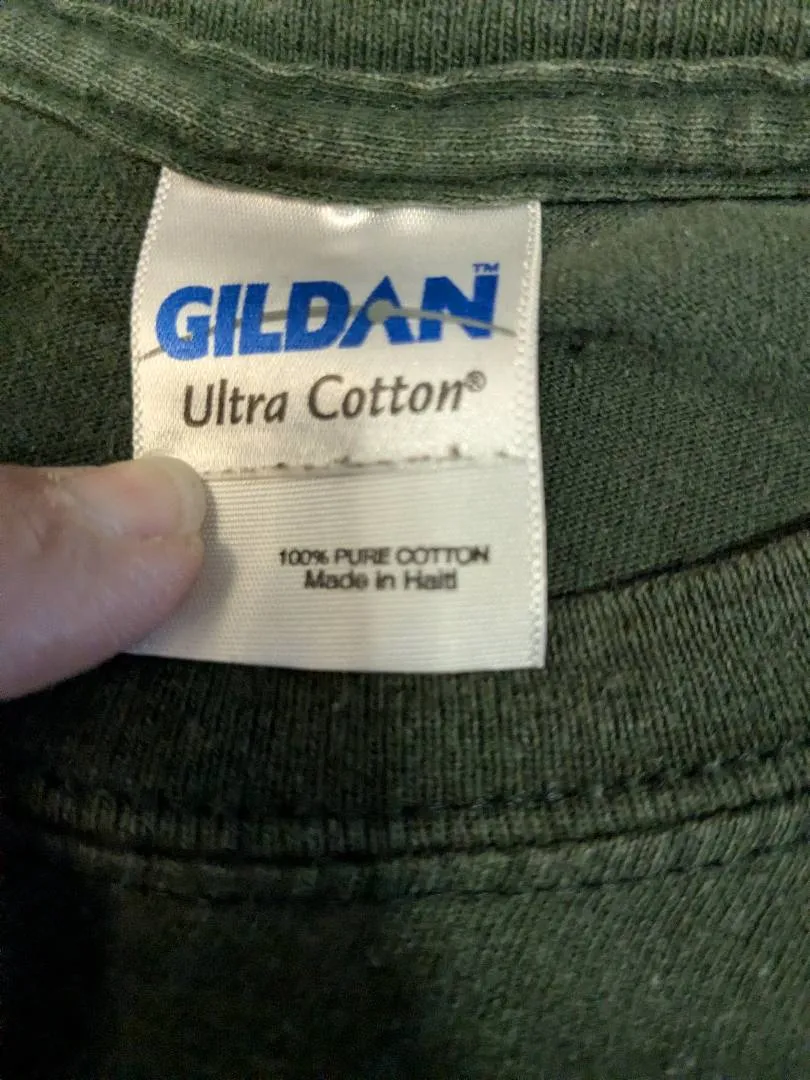 GILDAN™
Ultra Cotton®
100% PURE COTTON
Made in Haiti